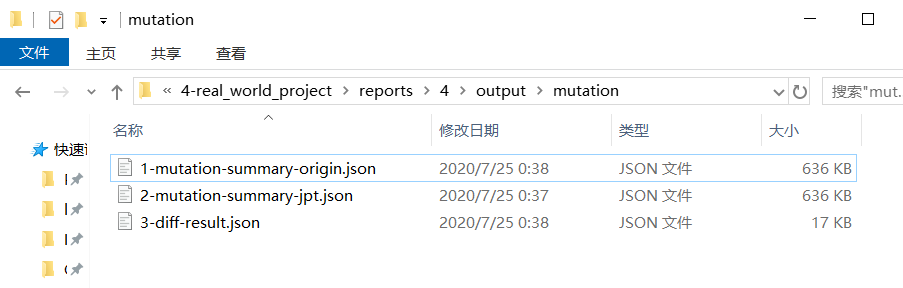 mutation
文件 主页 共享 查看
« 4-real_world_project › reports › 4 › output › mutation 搜索"mut...
名称 修改日期 类型 大小
快速
1-mutation-summary-origin.json 2020/7/25 0:38 JSON 文件 636 KB
2-mutation-summary-jpt.json 2020/7/25 0:37 JSON 文件 636 KB
3-diff-result.json 2020/7/25 0:38 JSON 文件 17 KB